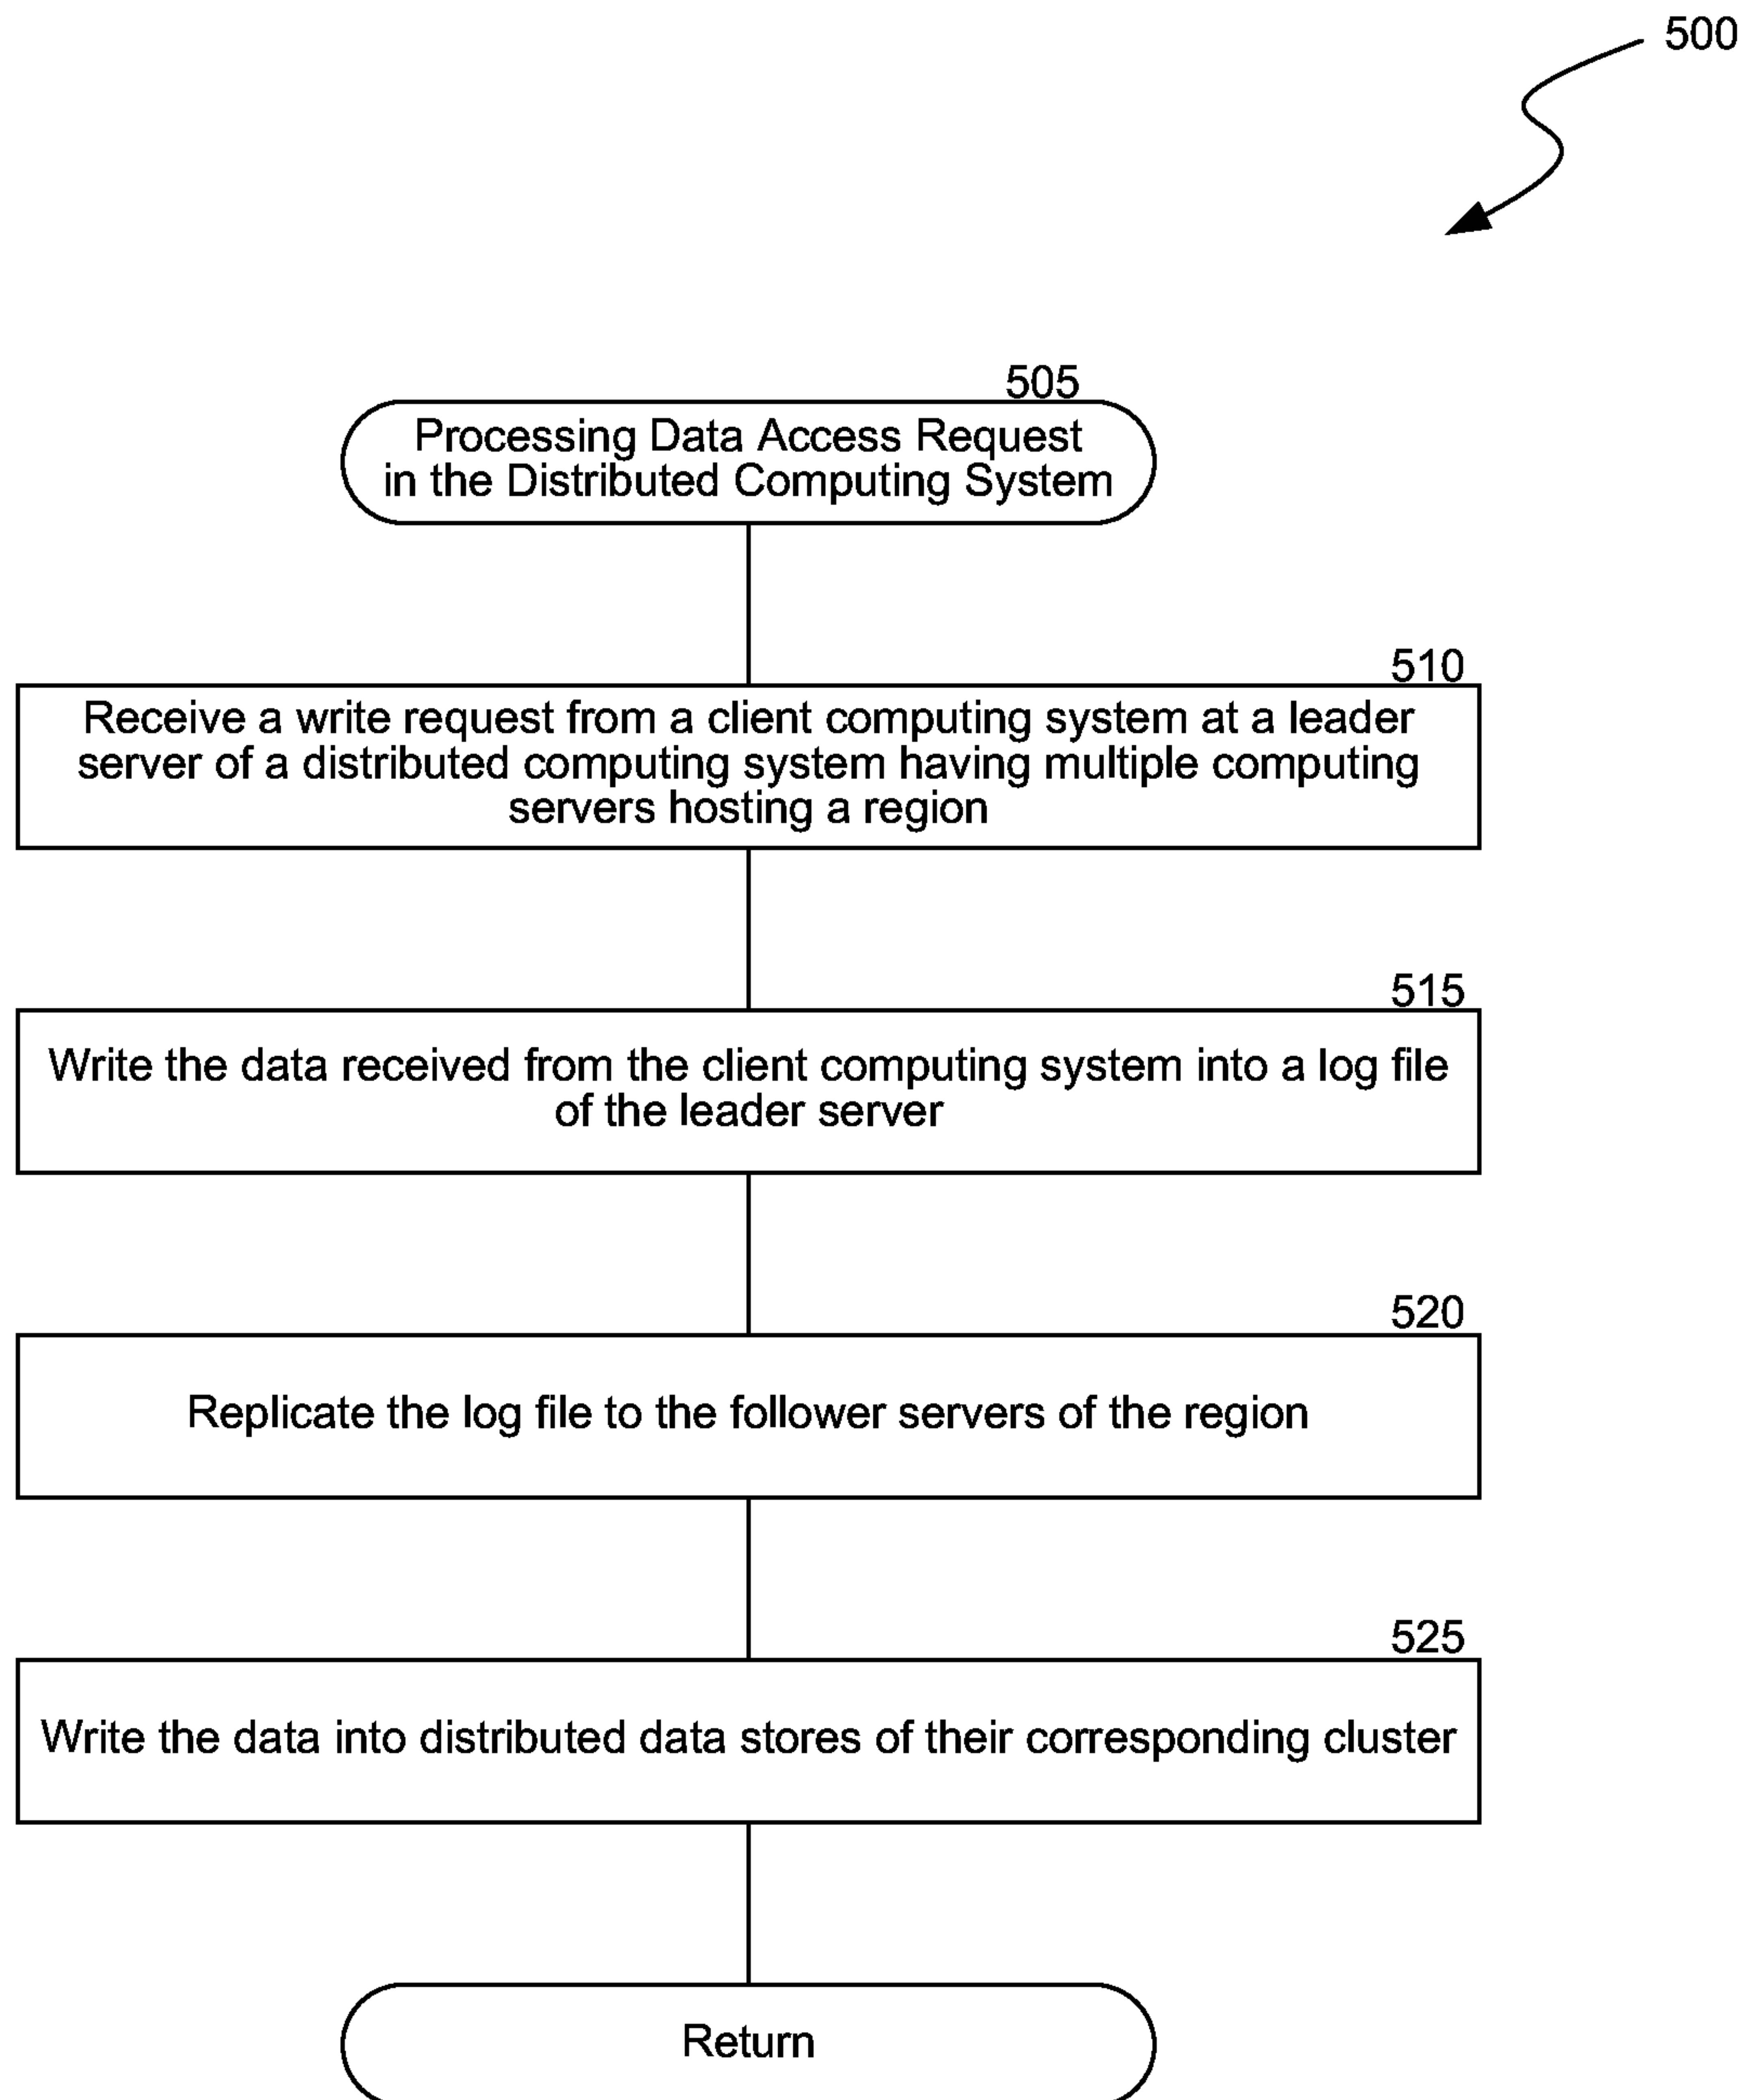 500
505
Processing Data Access Request
in the Distributed Computing System
510
Receive a write request from a client computing system at a leader
server of a distributed computing system having multiple computing
servers hosting a region
515
Write the data received from the client computing system into a log file
of the leader server
520
Replicate the log file to the follower servers of the region
525
Write the data into distributed data stores of their corresponding cluster
Return